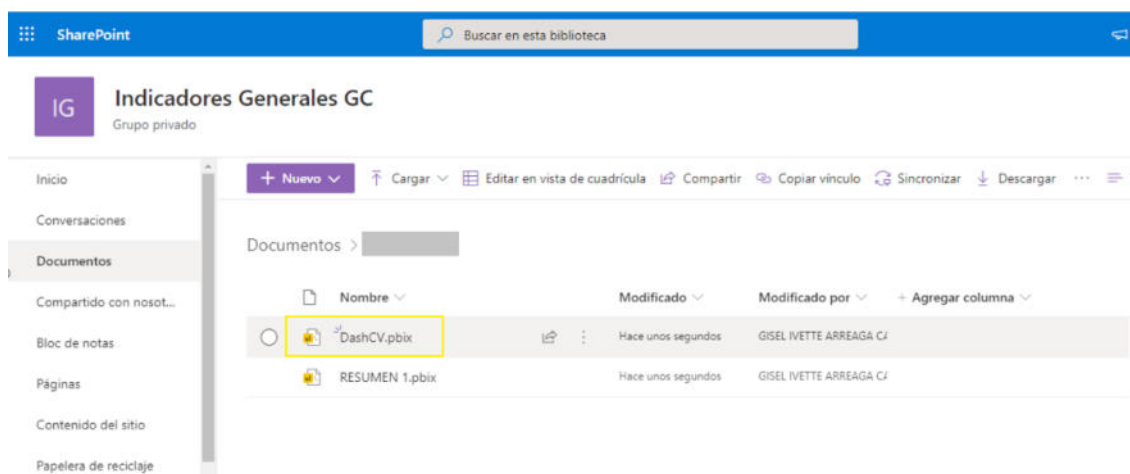 SharePoint
Buscar en esta biblioteca
IG
Indicadores Generales GC
Grupo privado
Inicio
Conversaciones
Documentos
Compartido con nosot...
Bloc de notas
Páginas
Contenido del sitio
Papelera de reciclaje
+ Nuevo
Cargar
Editar en vista de cuadrícula
Compartir
Copiar vínculo
Sincronizar
Descargar
...
Documentos >
Nombre
Modificado
Modificado por
+ Agregar columna
DashCV.pbix
Hace unos segundos
GISEL IVETTE ARREAGA
RESUMEN 1.pbix
Hace unos segundos
GISEL IVETTE ARREAGA